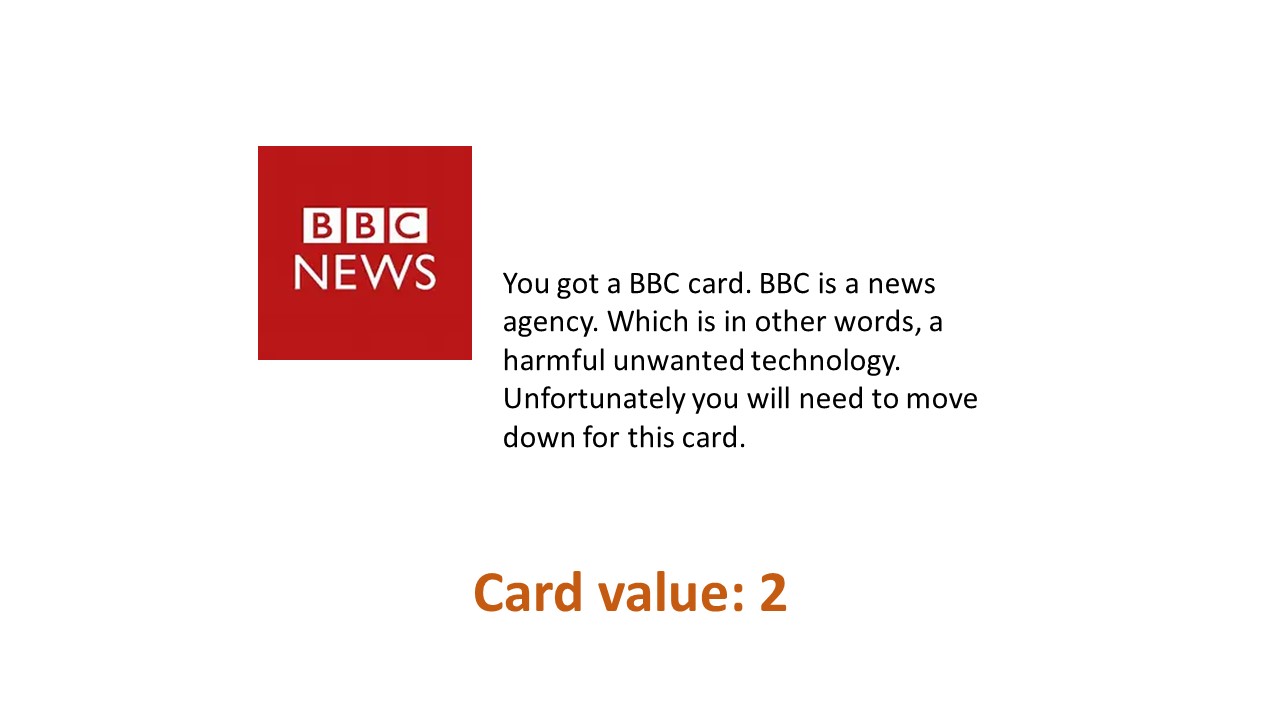 BBC
NEWS
You got a BBC card. BBC is a news
agency. Which is in other words, a
harmful unwanted technology.
Unfortunately you will need to move
down for this card.
Card value: 2